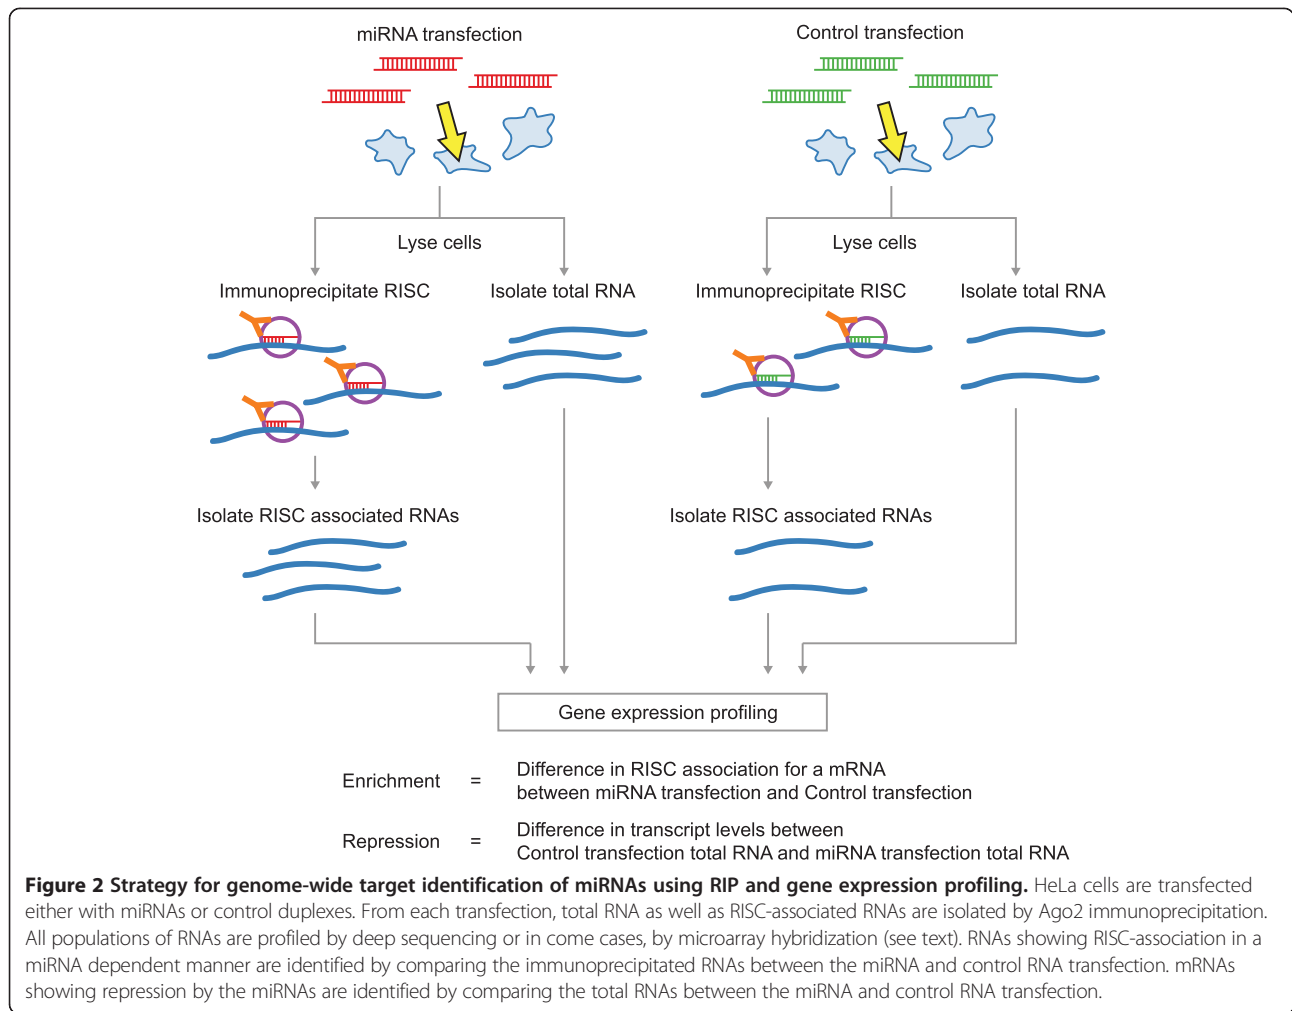 miRNA transfection
Control transfection
Lyse cells
Lyse cells
Immunoprecipitate RISC
Isolate total RNA
Immunoprecipitate RISC
Isolate total RNA
Isolate RISC associated RNAs
Isolate RISC associated RNAs
Gene expression profiling
Enrichment = Difference in RISC association for a mRNA
between miRNA transfection and Control transfection
Repression = Difference in transcript levels between
Control transfection total RNA and miRNA transfection total RNA
Figure 2 Strategy for genome-wide target identification of miRNAs using RIP and gene expression profiling. HeLa cells are transfected
either with miRNAs or control duplexes. From each transfection, total RNA as well as RISC-associated RNAs are isolated by Ago2 immunoprecipitation.
All populations of RNAs are profiled by deep sequencing or in come cases, by microarray hybridization (see text). RNAs showing RISC-association in a
miRNA dependent manner are identified by comparing the immunoprecipitated RNAs between the miRNA and control RNA transfection. mRNAs
showing repression by the miRNAs are identified by comparing the total RNAs between the miRNA and control RNA transfection.